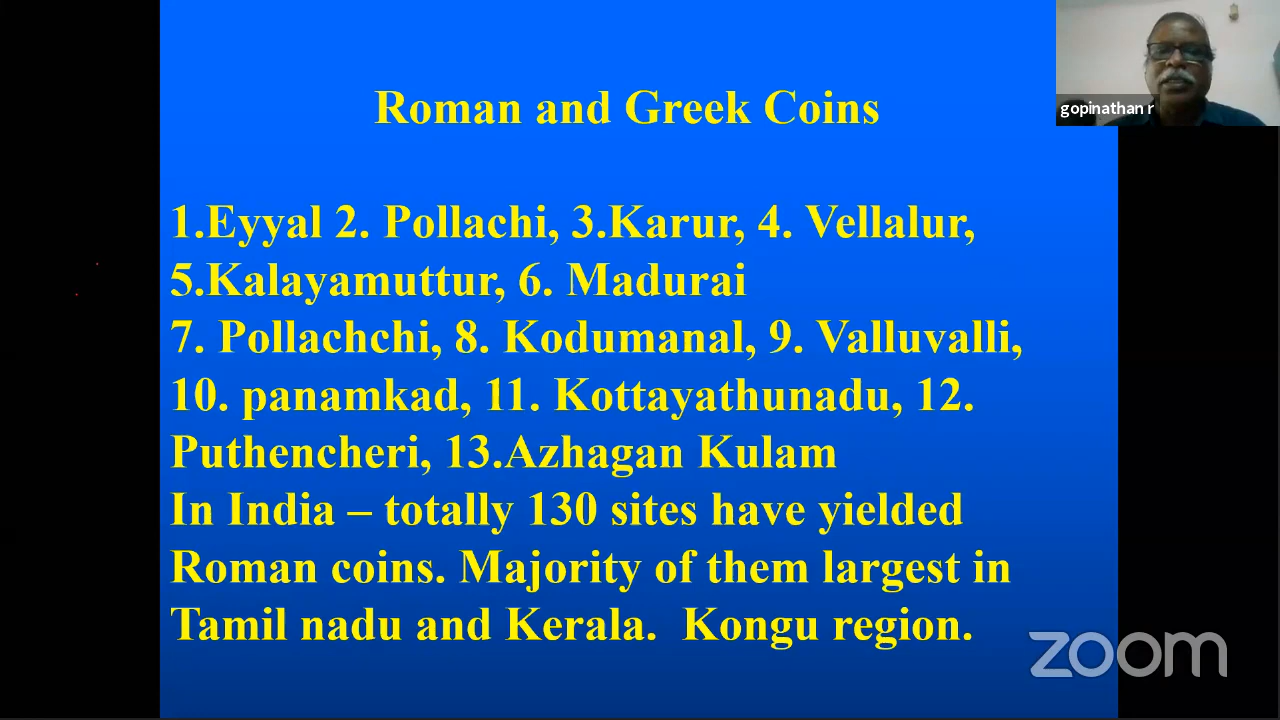 Roman and Greek Coins
gopinathan r
1.Eyyal 2. Pollachi, 3.Karur, 4. Vellalur,
5.Kalayamuttur, 6. Madurai
7. Pollachchi, 8. Kodumanal, 9. Valluvalli,
10. panamkad, 11. Kottayathunadu, 12.
Puthencheri, 13.Azhagan Kulam
In India – totally 130 sites have yielded
Roman coins. Majority of them largest in
Tamil nadu and Kerala.  Kongu region.
zoom